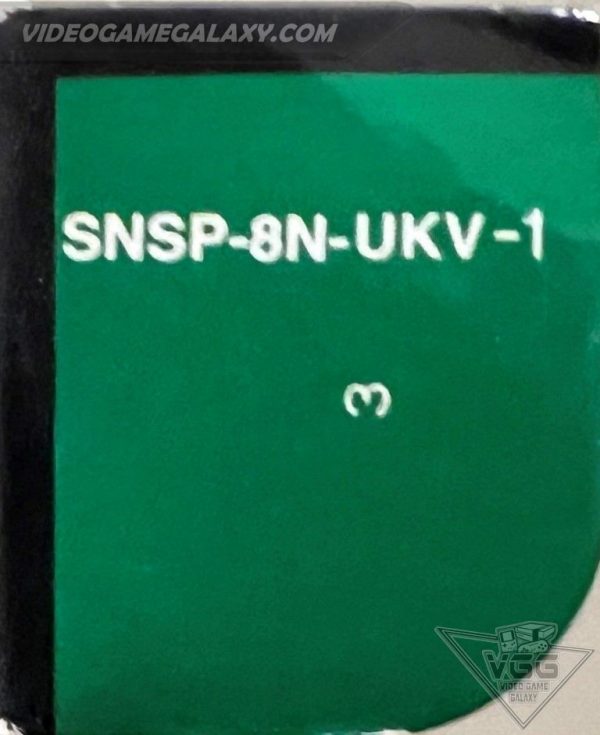 VIDEOGAMEGALAXY.COM
SNSP-8N-UKV-1
3
VGG
VIDEO GAME
GALAXY